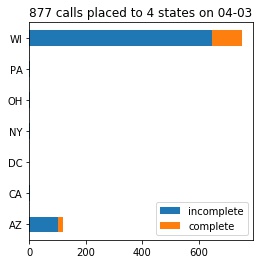 877 calls placed to 4 states on 04-03
WI
PA
OH
NY
DC
CA
AZ
incomplete
complete
0
200
400
600